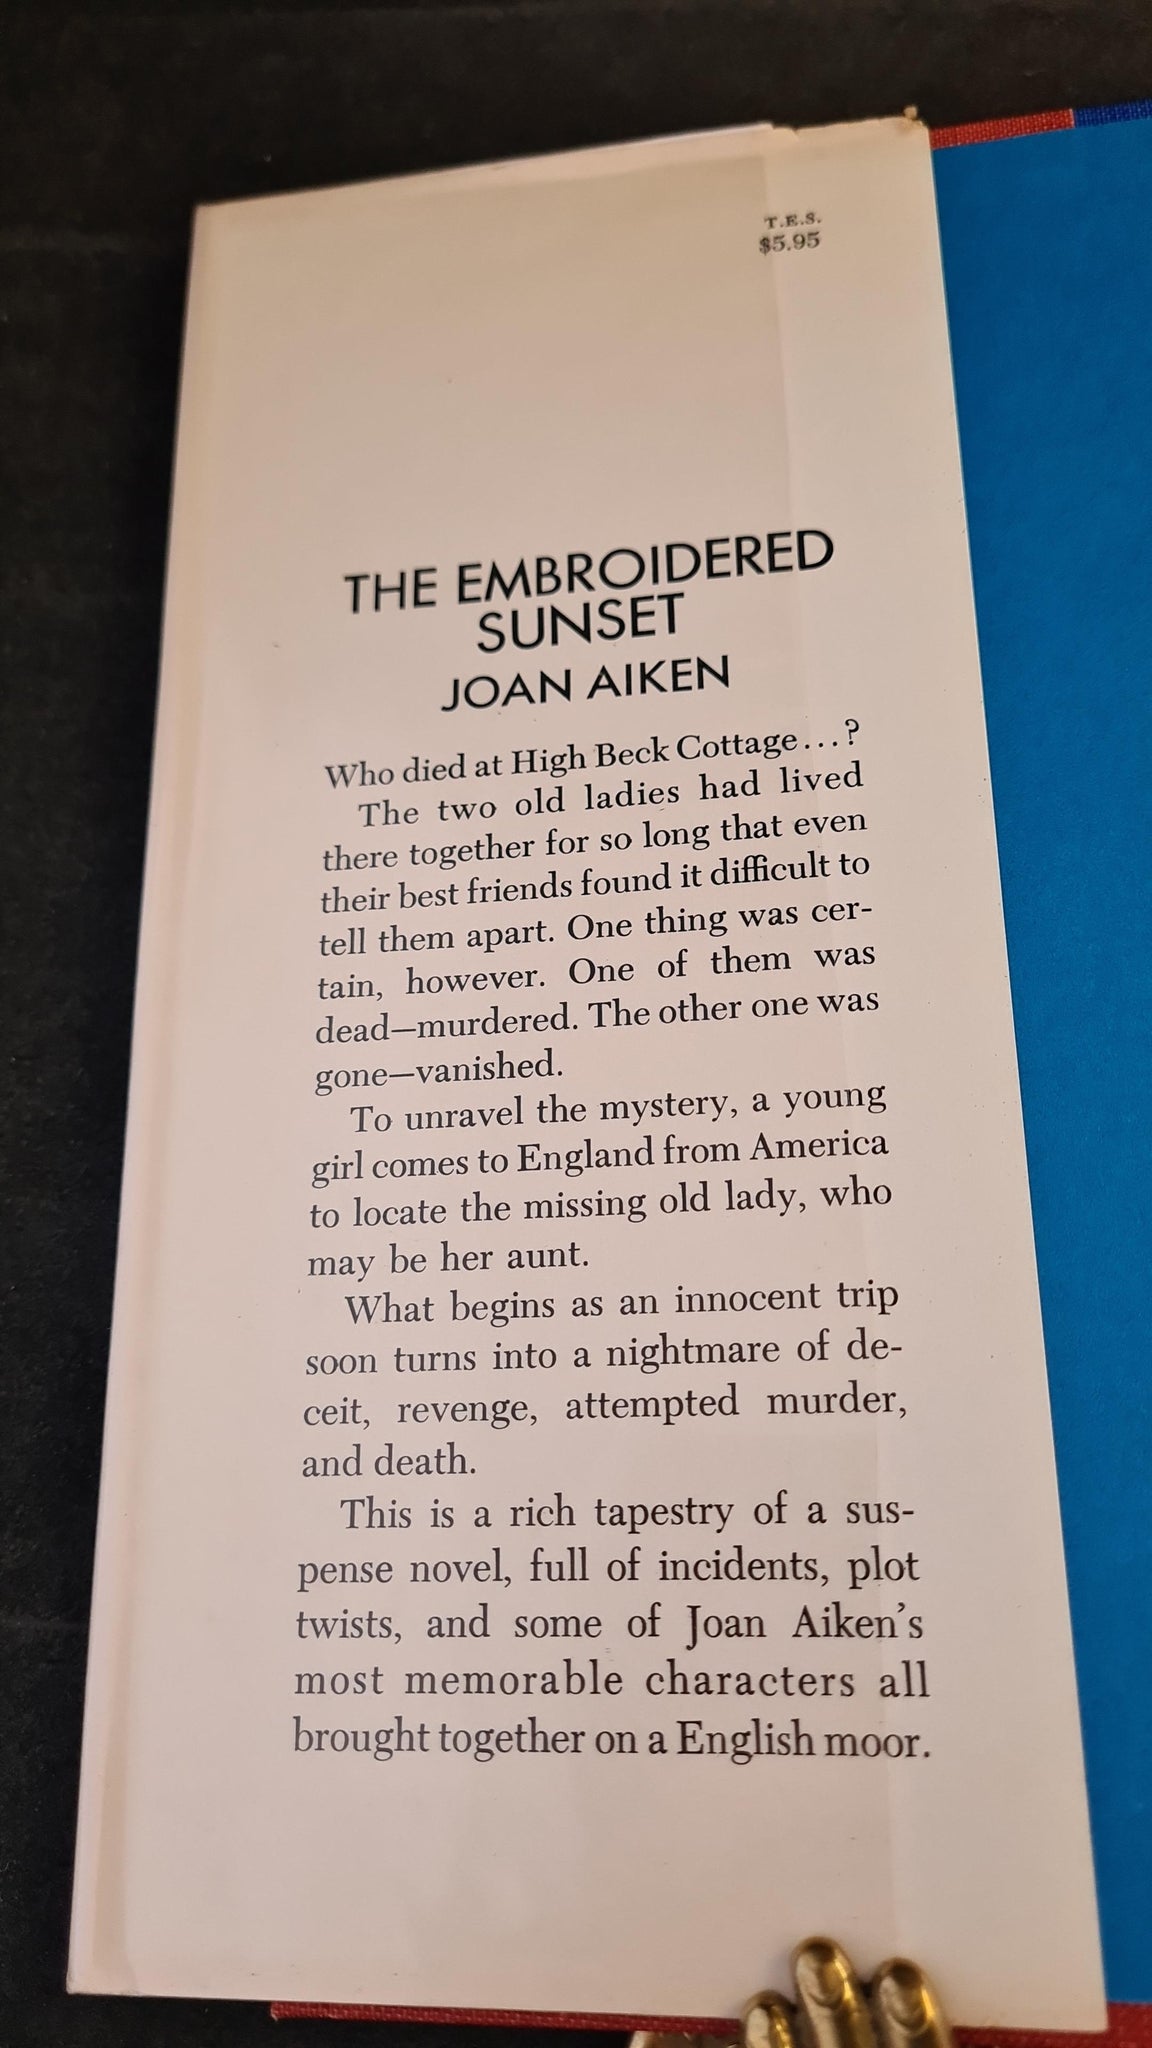 T.E.S.
$5.95
THE EMBROIDERED
SUNSET
JOAN AIKEN
Who died at High Beck Cottage...?
The two old ladies had lived
there together for so long that even
their best friends found it difficult to
tell them apart. One thing was cer-
tain, however. One of them was
dead—murdered. The other one was
gone—vanished.
To unravel the mystery, a young
girl comes to England from America
to locate the missing old lady, who
may be her aunt.
What begins as an innocent trip
soon turns into a nightmare of de-
ceit, revenge, attempted murder,
and death.
This is a rich tapestry of a sus-
pense novel, full of incidents, plot
twists, and some of Joan Aiken's
most memorable characters all
brought together on a English moor.